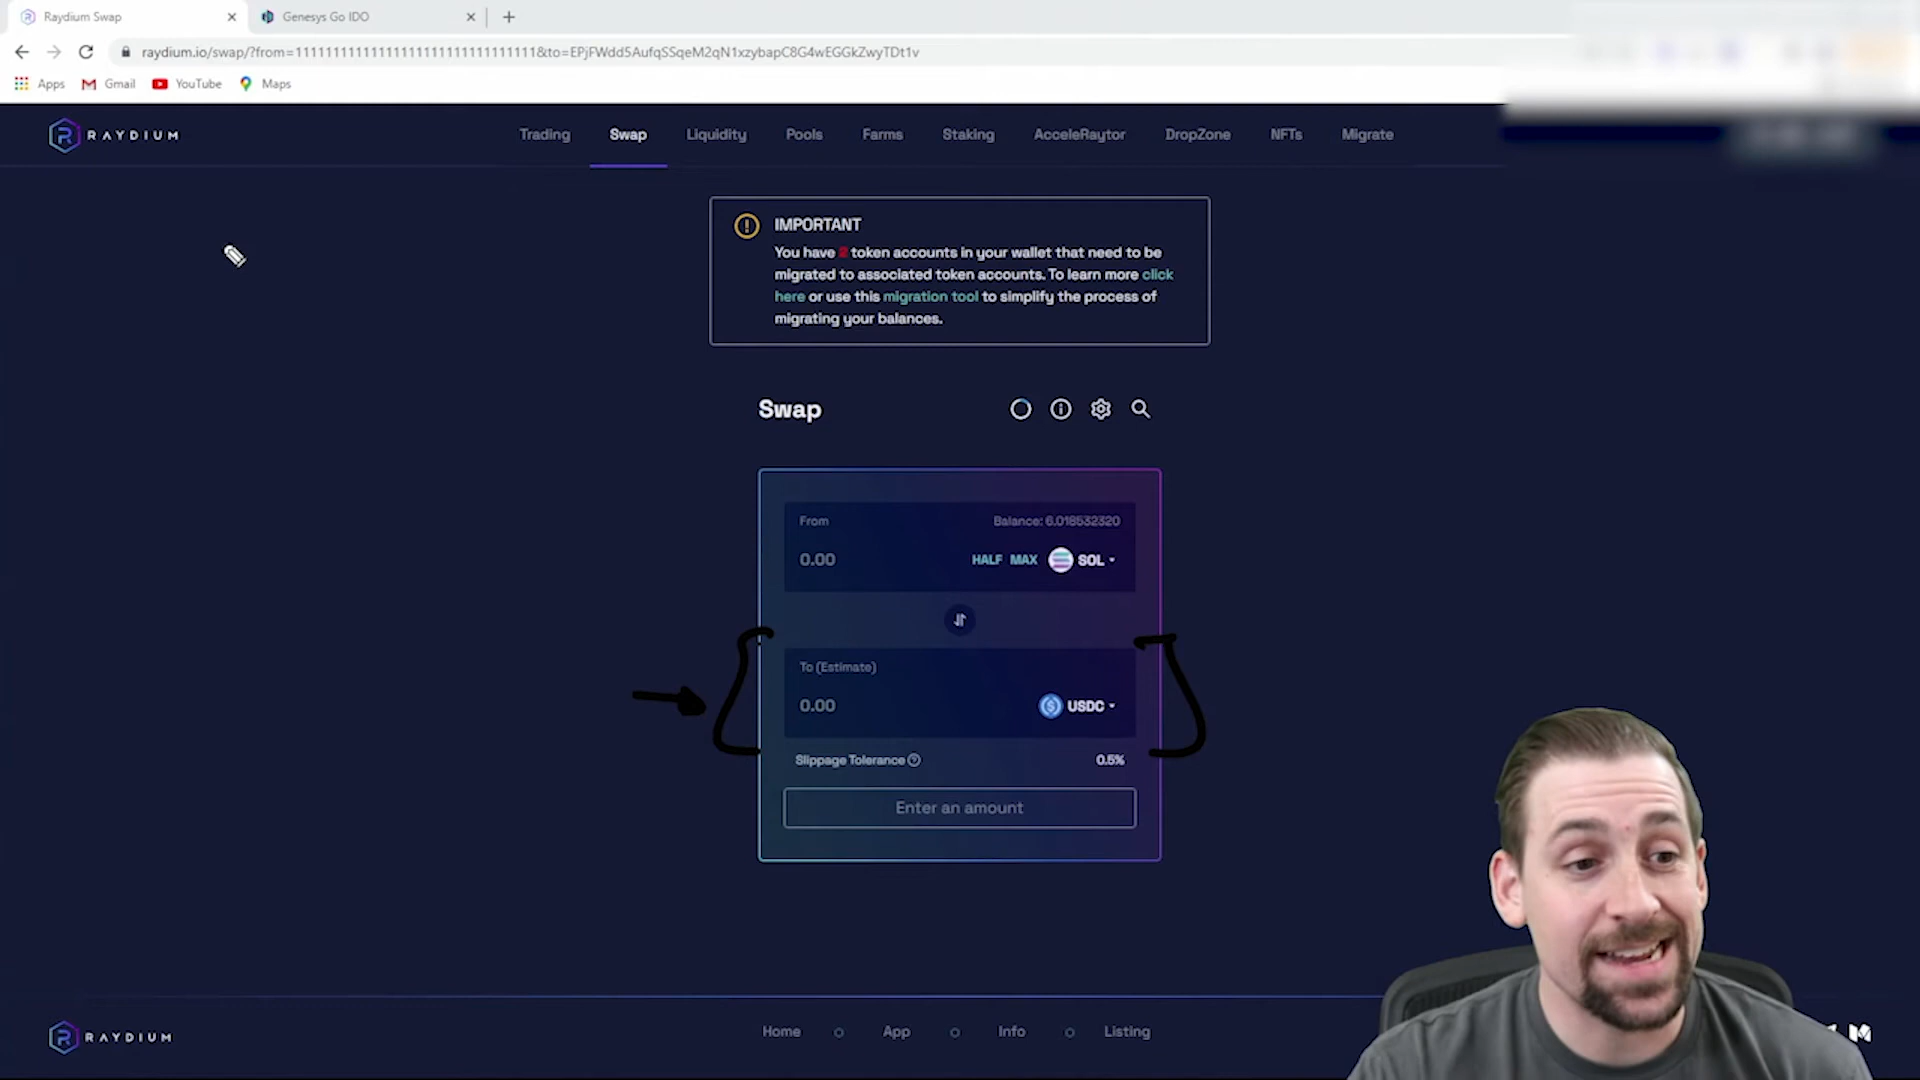 Raydium Swap
Genesys Go IDO
raydium.io/swap/?from=11111111111111111111111111111111&to=EPjFWdd5AufqSSqeM2qN1xzybapC8G4wEGGkZwyTDt1v
Apps Gmail YouTube Maps
RAYDIUM Trading Swap Liquidity Pools Farms Staking AcceleRaytor DropZone NFTs Migrate
IMPORTANT
You have 2 token accounts in your wallet that need to be
migrated to associated token accounts. To learn more click
here or use this migration tool to simplify the process of
migrating your balances.
Swap
From Balance: 6.018532320
0.00 HALF MAX SOL
To (Estimate)
0.00 USDC
Slippage Tolerance 0.5%
Enter an amount
RAYDIUM Home App Info Listing